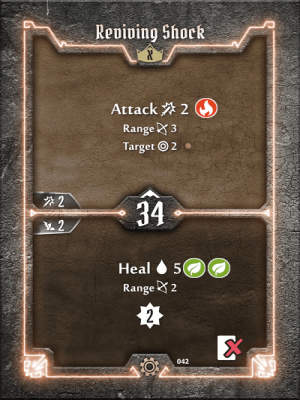 Reviving Shock
X
Attack 2
Range 3
Target 2
2
34
2
Heal 5
Range 2
2
042